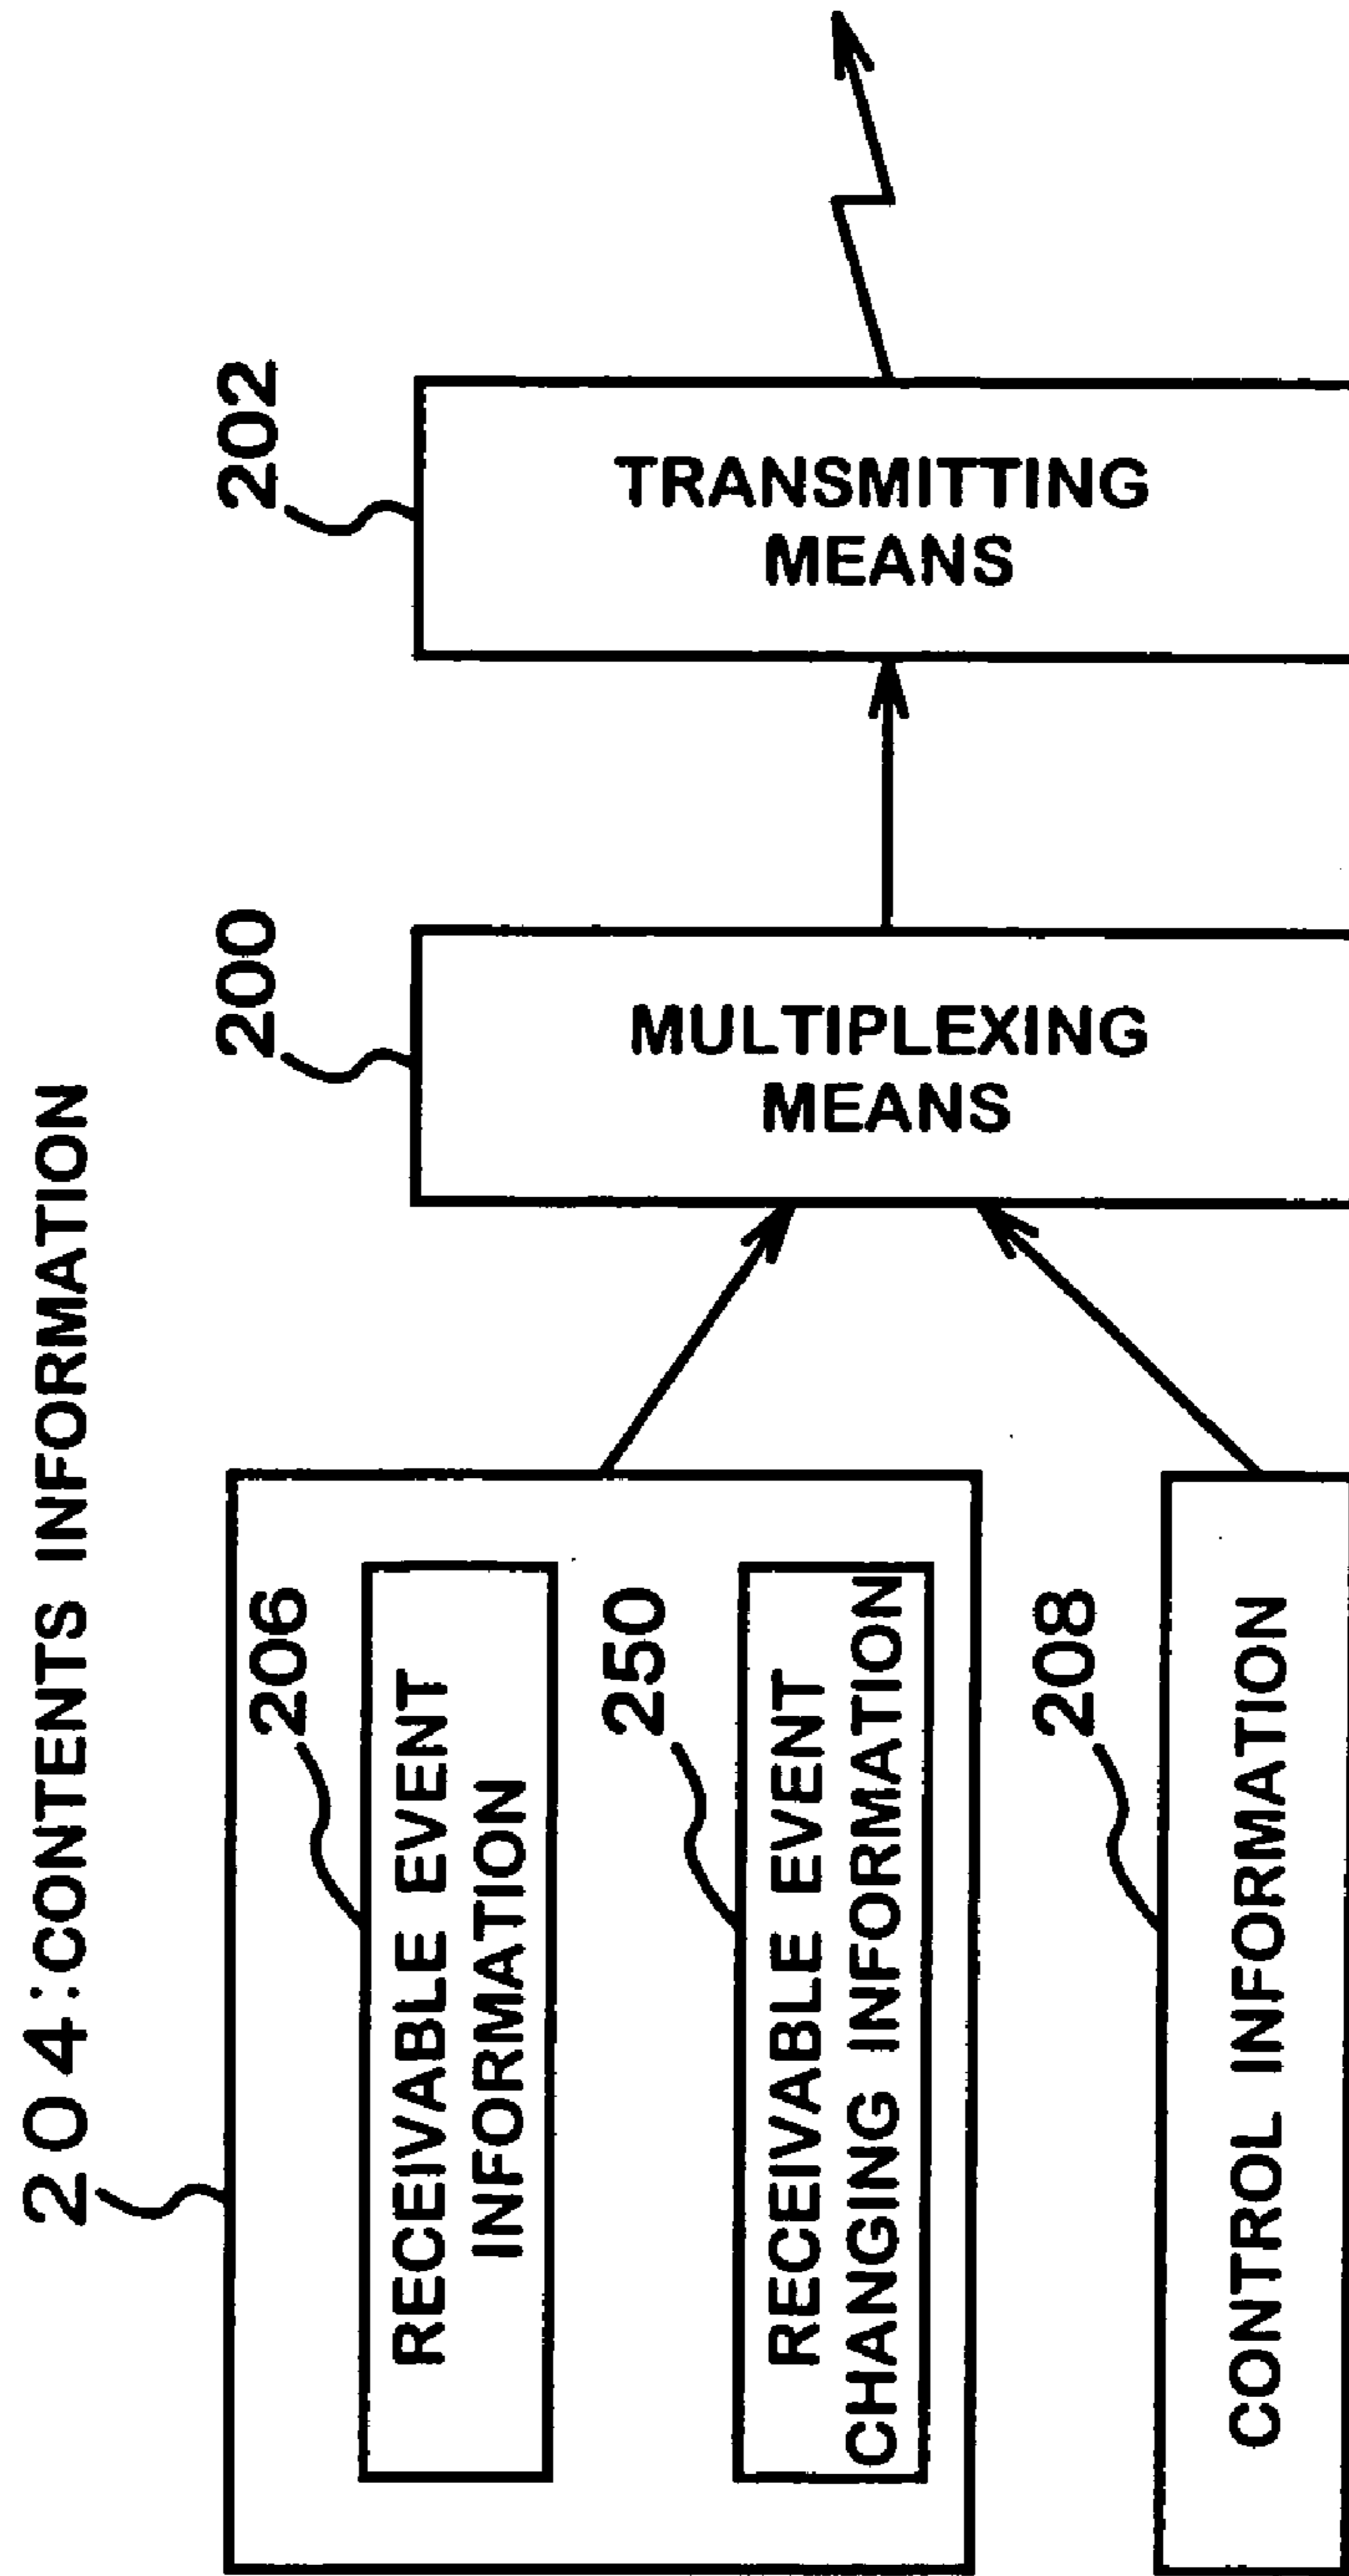 204:CONTENTS INFORMATION
206
RECEIVABLE EVENT
INFORMATION
250
RECEIVABLE EVENT
CHANGING INFORMATION
208
CONTROL INFORMATION
200
MULTIPLEXING
MEANS
202
TRANSMITTING
MEANS